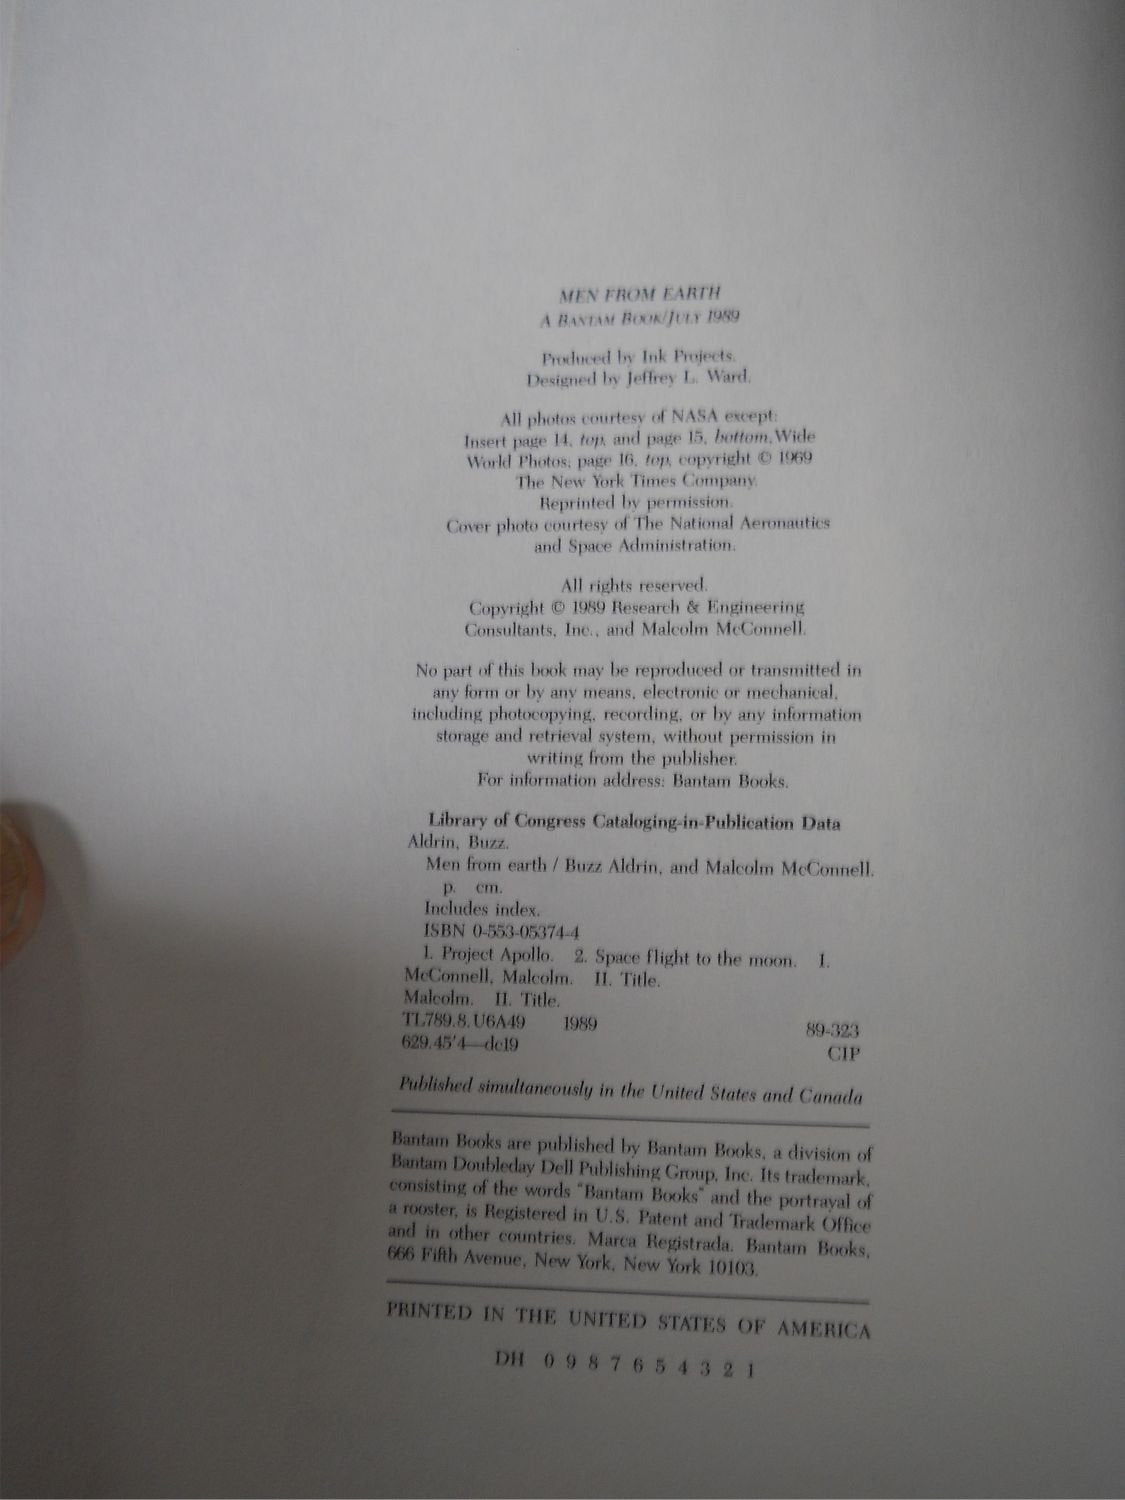 MEN FROM EARTH
A BANTAM BOOK/JULY 1989
Produced by Ink Projects.
Designed by Jeffrey L. Ward.
All photos courtesy of NASA except:
Insert page 14, top, and page 15, bottom, Wide
World Photos; page 16, top, copyright © 1969
The New York Times Company.
Reprinted by permission.
Cover photo courtesy of The National Aeronautics
and Space Administration.
All rights reserved.
Copyright © 1989 Research & Engineering
Consultants, Inc., and Malcolm McConnell.
No part of this book may be reproduced or transmitted in
any form or by any means, electronic or mechanical,
including photocopying, recording, or by any information
storage and retrieval system, without permission in
writing from the publisher.
For information address: Bantam Books.
Library of Congress Cataloging-in-Publication Data
Aldrin, Buzz.
Men from earth / Buzz Aldrin, and Malcolm McConnell.
p. cm.
Includes index.
ISBN 0-553-05374-4
1. Project Apollo. 2. Space flight to the moon. I.
McConnell, Malcolm. II. Title.
Malcolm. II. Title.
TL789.8.U6A49 1989 89-323
629.45'4—dc19 CIP
Published simultaneously in the United States and Canada
Bantam Books are published by Bantam Books, a division of
Bantam Doubleday Dell Publishing Group, Inc. Its trademark,
consisting of the words "Bantam Books" and the portrayal of
a rooster, is Registered in U.S. Patent and Trademark Office
and in other countries. Marca Registrada. Bantam Books,
666 Fifth Avenue, New York, New York 10103.
PRINTED IN THE UNITED STATES OF AMERICA
DH 0 9 8 7 6 5 4 3 2 1